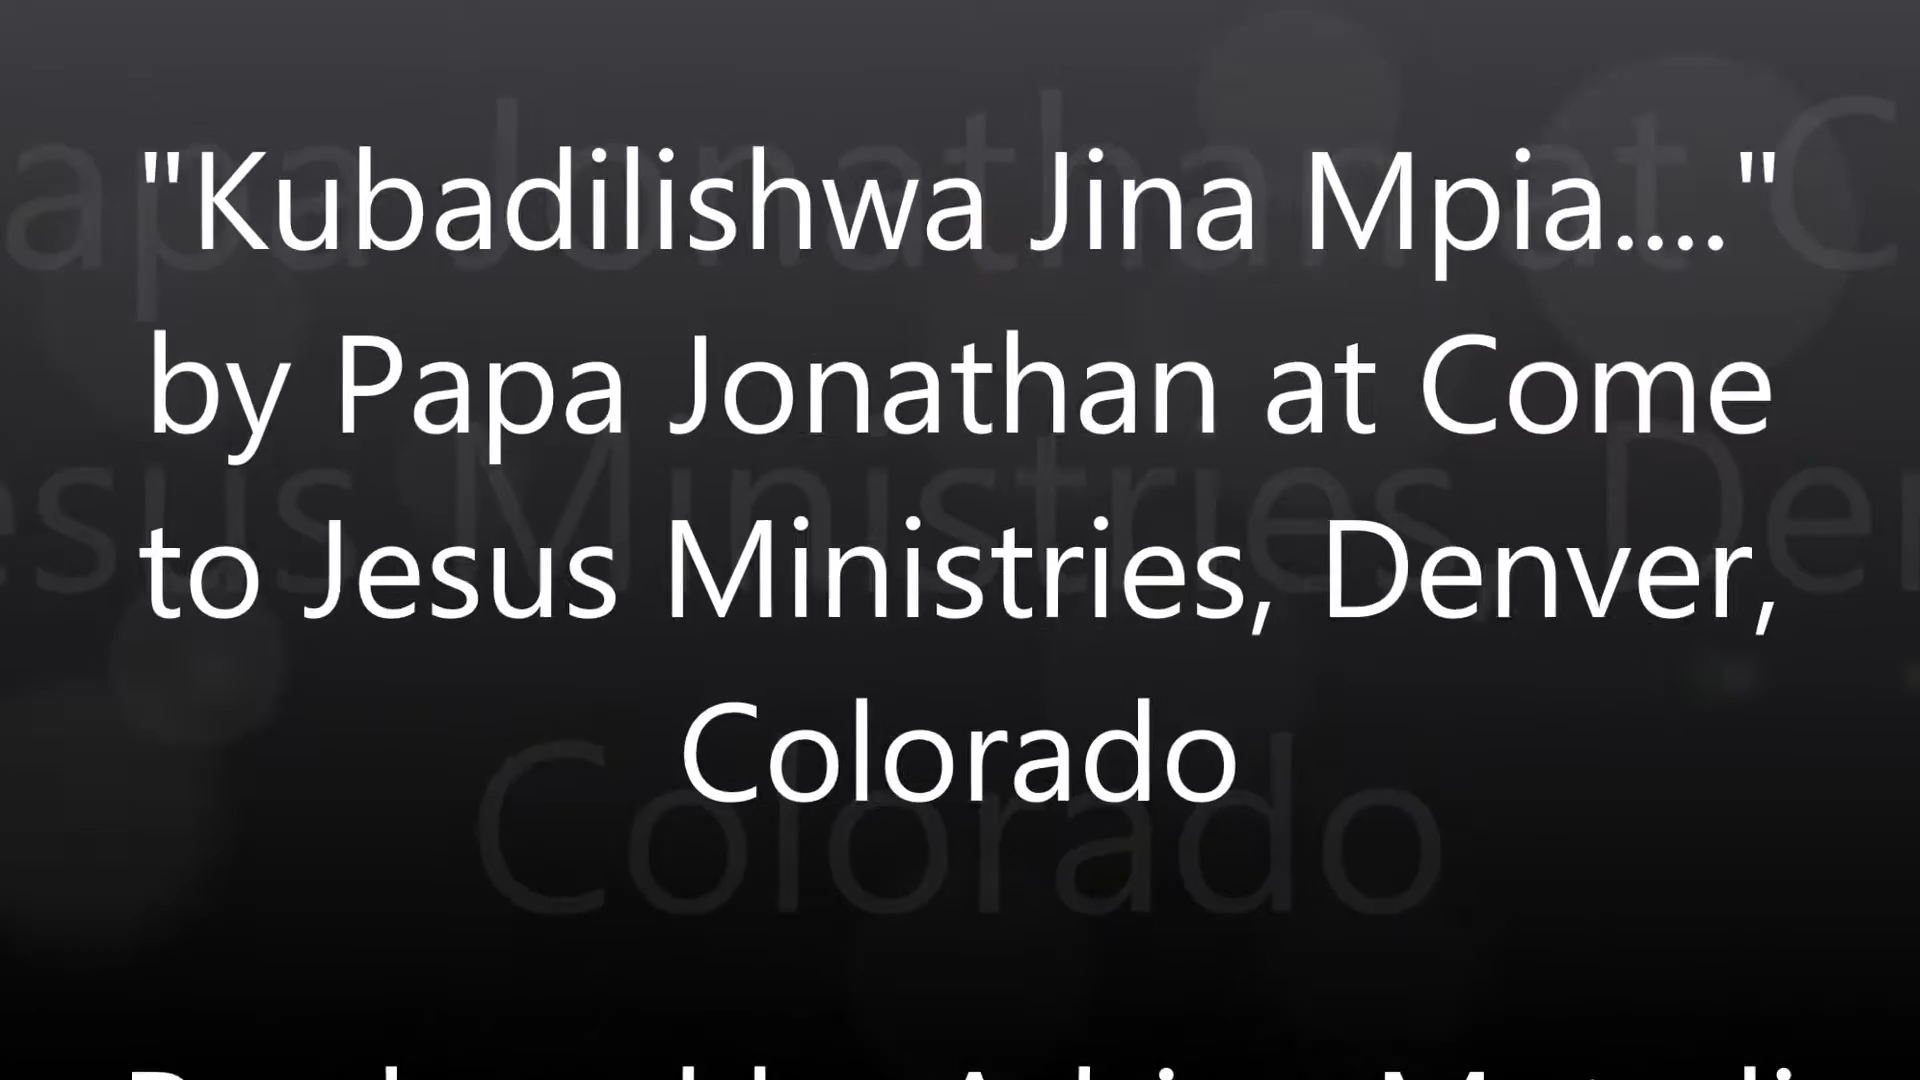 "Kubadilishwa Jina Mpia...."
by Papa Jonathan at Come
to Jesus Ministries, Denver,
Colorado